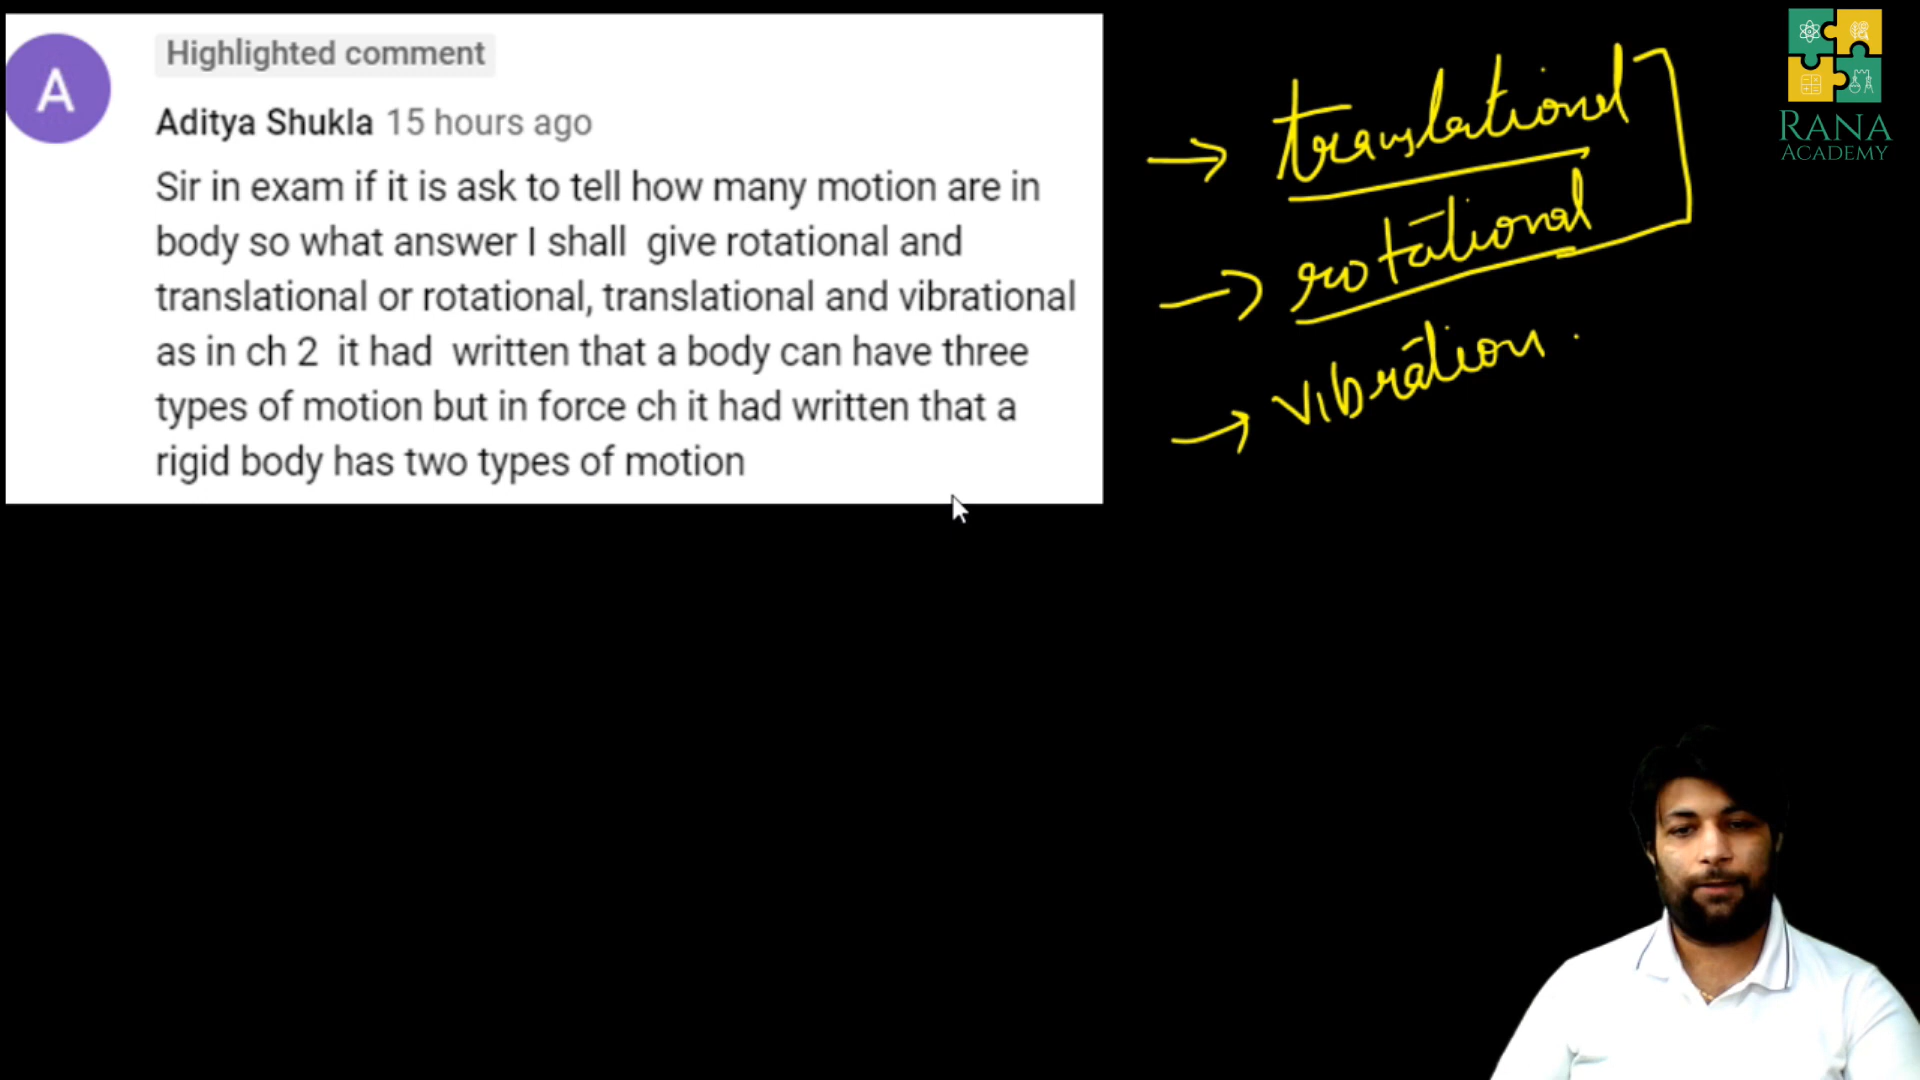 A
Highlighted comment
Aditya Shukla 15 hours ago
Sir in exam if it is ask to tell how many motion are in
body so what answer I shall give rotational and
translational or rotational, translational and vibrational
as in ch 2 it had written that a body can have three
types of motion but in force ch it had written that a
rigid body has two types of motion
→ translational
→ rotational
→ vibration.
RANA
ACADEMY